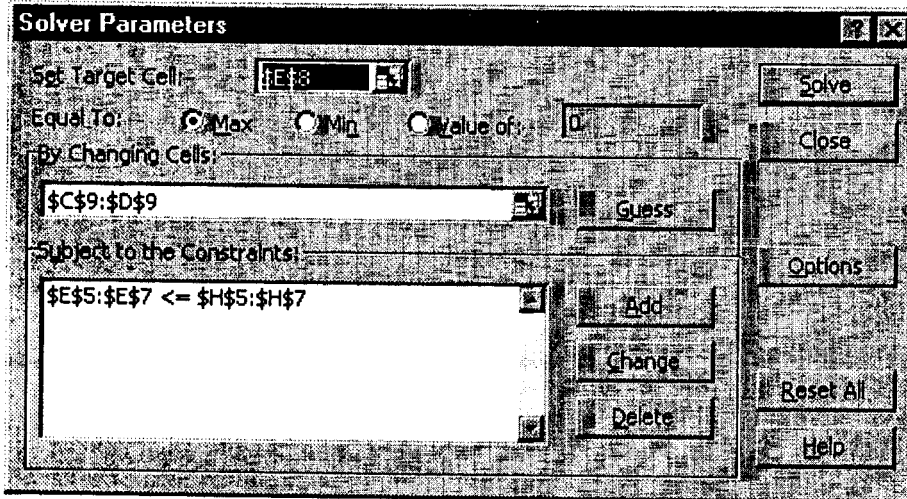 Solver Parameters
Set Target Cell: $E$8 Solve
Equal To: Max Min Value of: 0 Close
By Changing Cells:
$C$9:$D$9 Guess
Subject to the Constraints: Options
$E$5:$E$7 <= $H$5:$H$7 Add
Change
Reset All
Delete
Help